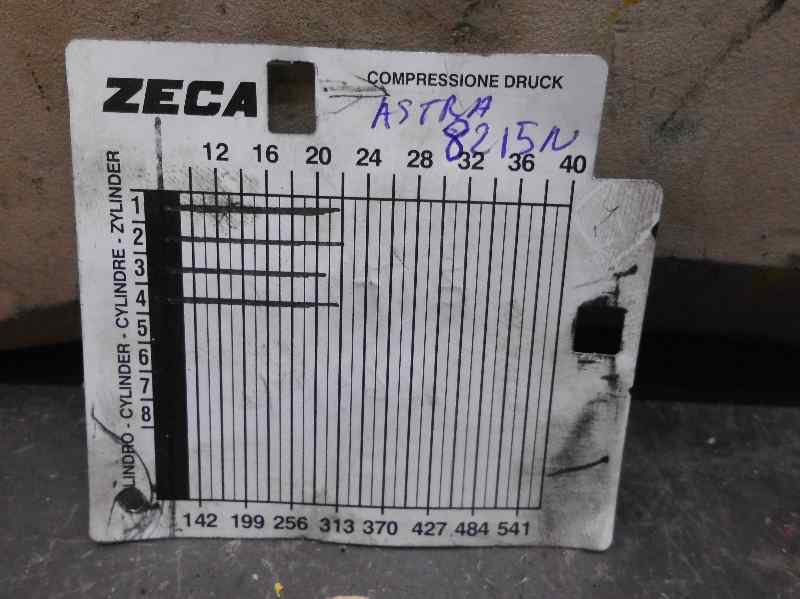 ZECA
COMPRESSIONE DRUCK
ASTRA
8215N
12 16 20 24 28 32 36 40
CILINDRO - CYLINDER - CYLINDRE - ZYLINDER
1
2
3
4
5
6
7
8
142 199 256 313 370 427 484 541